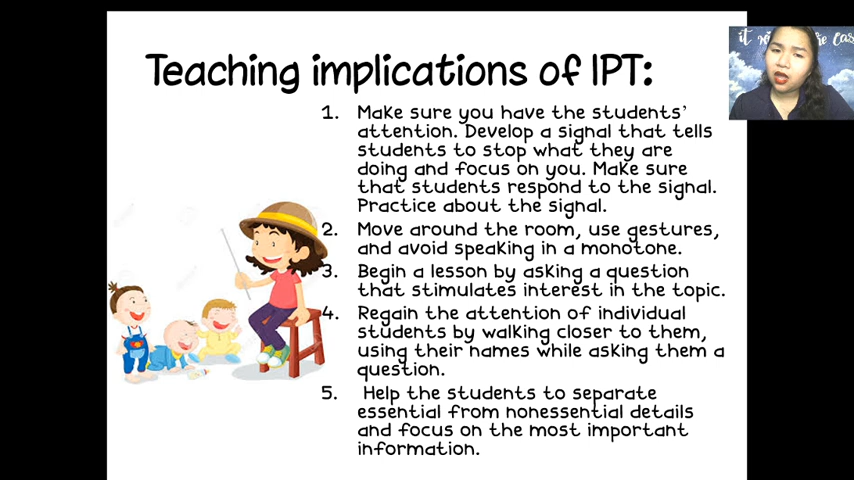 Teaching implications of IPT:
1. Make sure you have the students'
attention. Develop a signal that tells
students to stop what they are
doing and focus on you. Make sure
that students respond to the signal.
Practice about the signal.
2. Move around the room, use gestures,
and avoid speaking in a monotone.
3. Begin a lesson by asking a question
that stimulates interest in the topic.
4. Regain the attention of individual
students by walking closer to them,
using their names while asking them a
question.
5. Help the students to separate
essential from nonessential details
and focus on the most important
information.
it